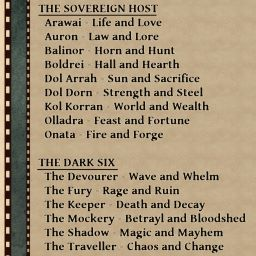 THE SOVEREIGN HOST
Arawai - Life and Love
Auron - Law and Lore
Balinor - Horn and Hunt
Boldrei - Hall and Hearth
Dol Arrah - Sun and Sacrifice
Dol Dorn - Strength and Steel
Kol Korran - World and Wealth
Olladra - Feast and Fortune
Onata - Fire and Forge
THE DARK SIX
The Devourer - Wave and Whelm
The Fury - Rage and Ruin
The Keeper - Death and Decay
The Mockery - Betrayl and Bloodshed
The Shadow - Magic and Mayhem
The Traveller - Chaos and Change